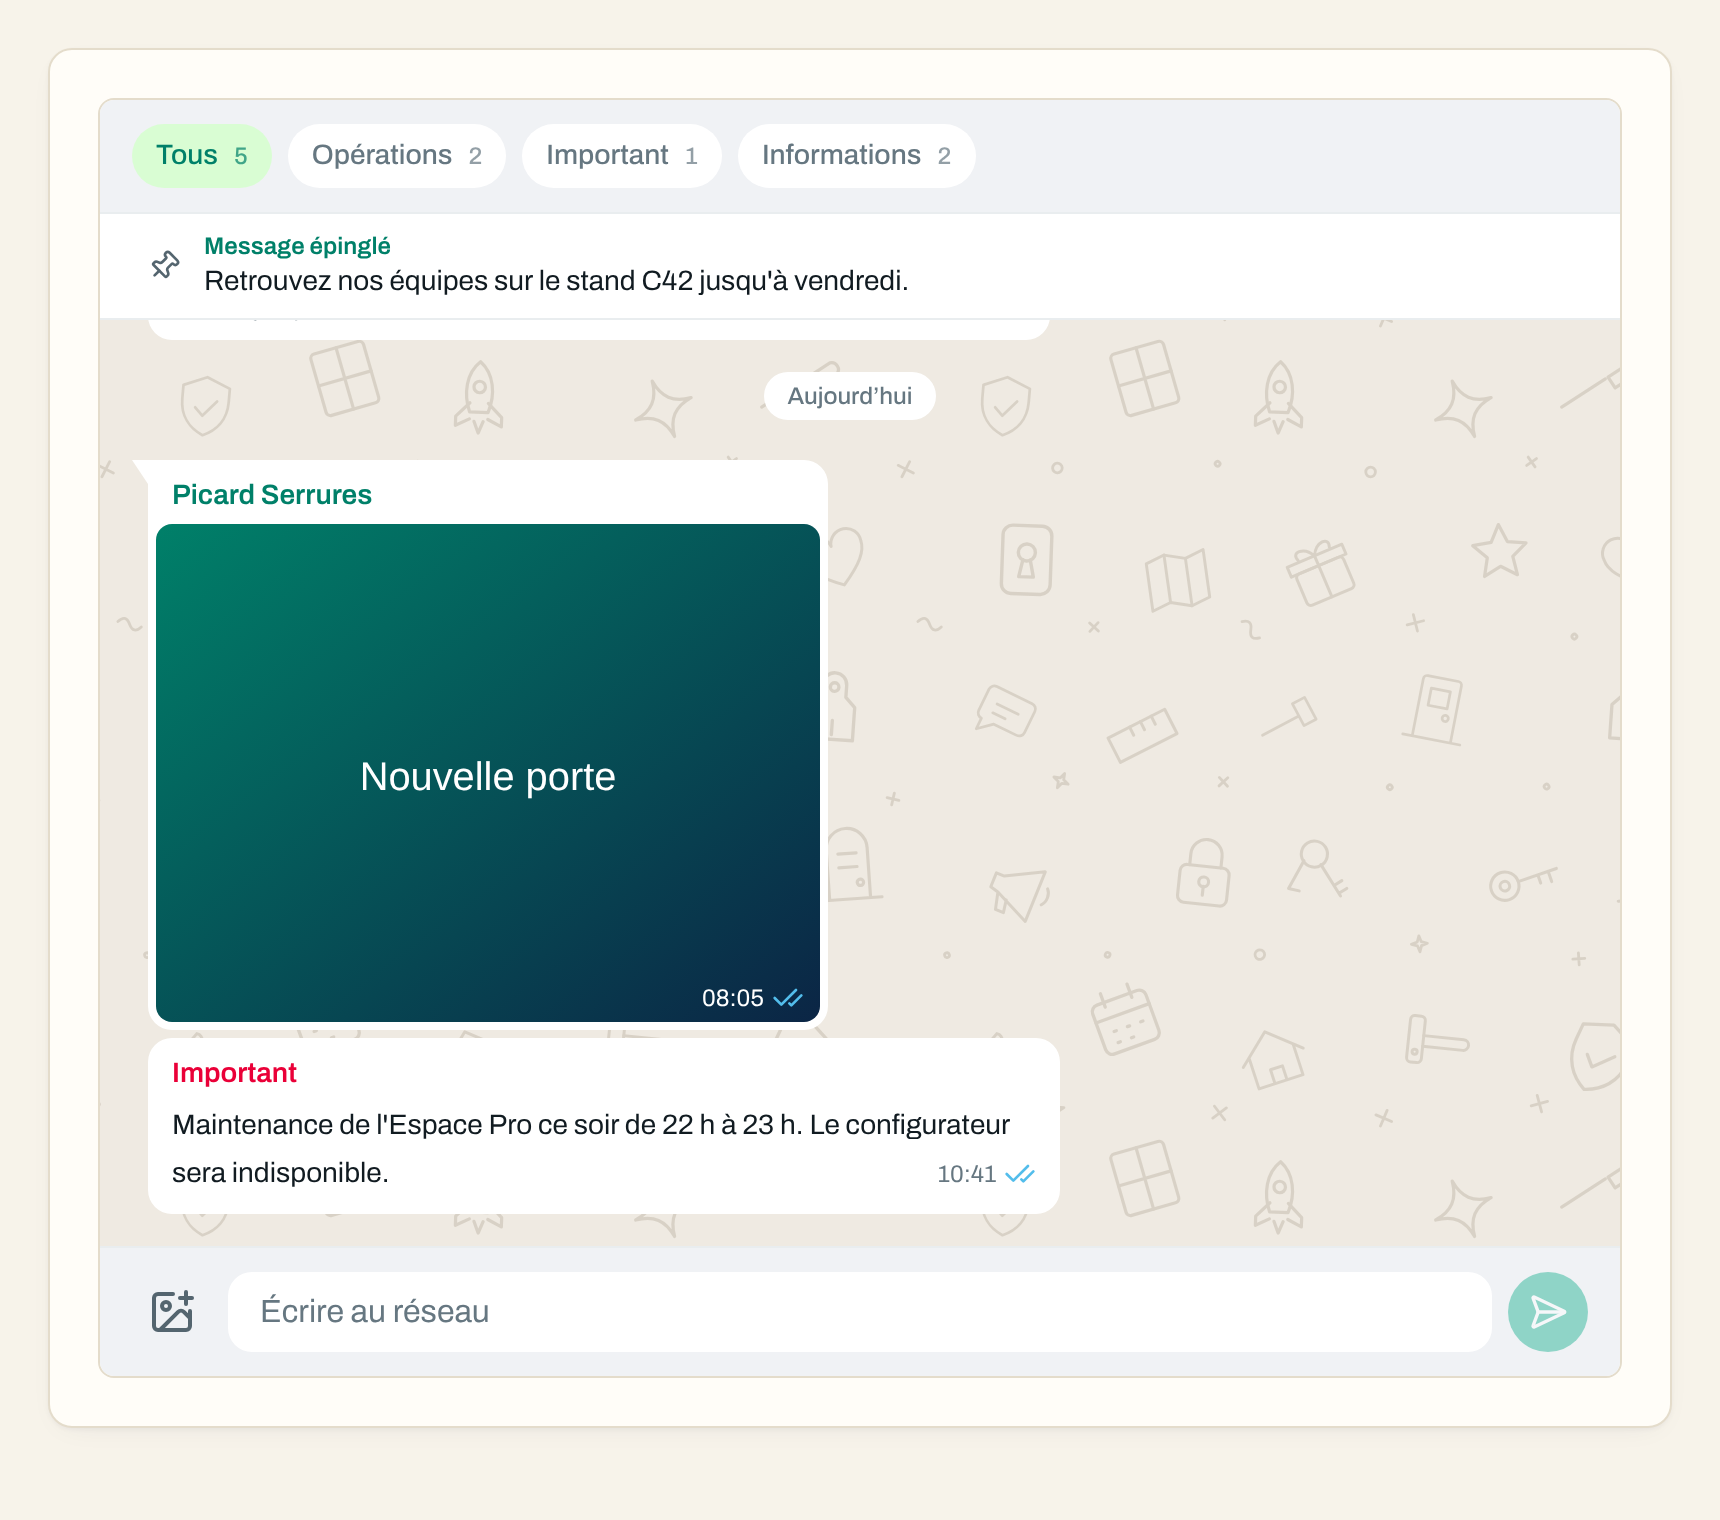 Tous 5
Opérations 2
Important 1
Informations 2
Message épinglé
Retrouvez nos équipes sur le stand C42 jusqu'à vendredi.
Aujourd’hui
Picard Serrures
Nouvelle porte
08:05
Important
Maintenance de l'Espace Pro ce soir de 22 h à 23 h. Le configurateur
sera indisponible.
10:41
Écrire au réseau